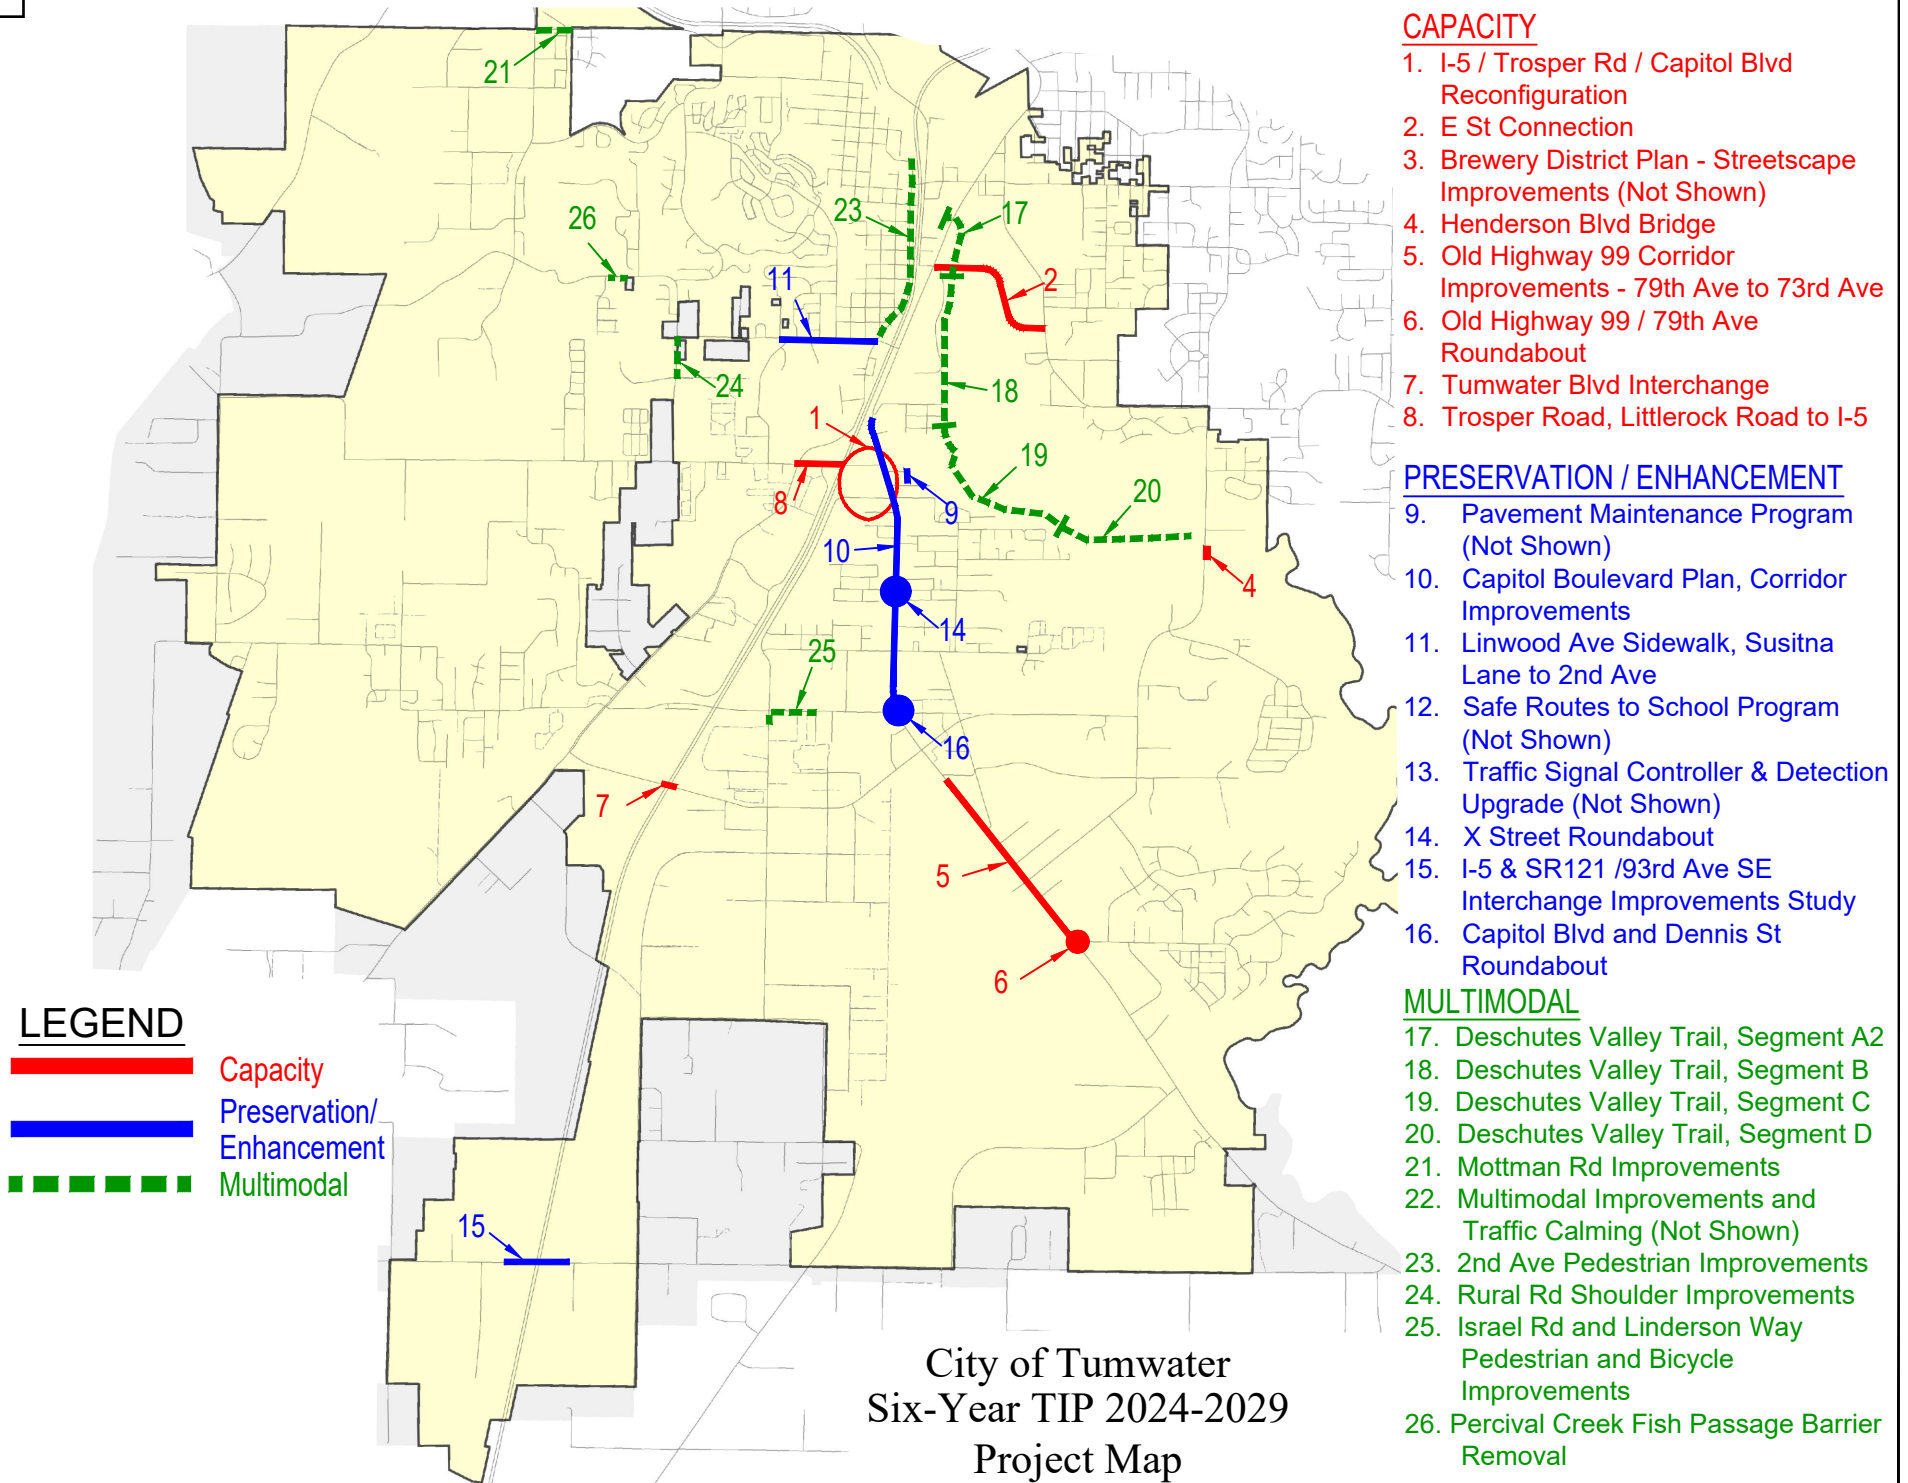 CAPACITY
1. I-5 / Trosper Rd / Capitol Blvd
Reconfiguration
2. E St Connection
3. Brewery District Plan - Streetscape
Improvements (Not Shown)
4. Henderson Blvd Bridge
5. Old Highway 99 Corridor
Improvements - 79th Ave to 73rd Ave
6. Old Highway 99 / 79th Ave
Roundabout
7. Tumwater Blvd Interchange
8. Trosper Road, Littlerock Road to I-5
PRESERVATION / ENHANCEMENT
9. Pavement Maintenance Program
(Not Shown)
10. Capitol Boulevard Plan, Corridor
Improvements
11. Linwood Ave Sidewalk, Susitna
Lane to 2nd Ave
12. Safe Routes to School Program
(Not Shown)
13. Traffic Signal Controller & Detection
Upgrade (Not Shown)
14. X Street Roundabout
15. I-5 & SR121 /93rd Ave SE
Interchange Improvements Study
16. Capitol Blvd and Dennis St
Roundabout
MULTIMODAL
17. Deschutes Valley Trail, Segment A2
18. Deschutes Valley Trail, Segment B
19. Deschutes Valley Trail, Segment C
20. Deschutes Valley Trail, Segment D
21. Mottman Rd Improvements
22. Multimodal Improvements and
Traffic Calming (Not Shown)
23. 2nd Ave Pedestrian Improvements
24. Rural Rd Shoulder Improvements
25. Israel Rd and Linderson Way
Pedestrian and Bicycle
Improvements
26. Percival Creek Fish Passage Barrier
Removal
21
23
17
26
11
2
24
18
1
19
8
9
20
10
4
14
25
16
7
5
6
15
LEGEND
Capacity
Preservation/
Enhancement
Multimodal
City of Tumwater
Six-Year TIP 2024-2029
Project Map